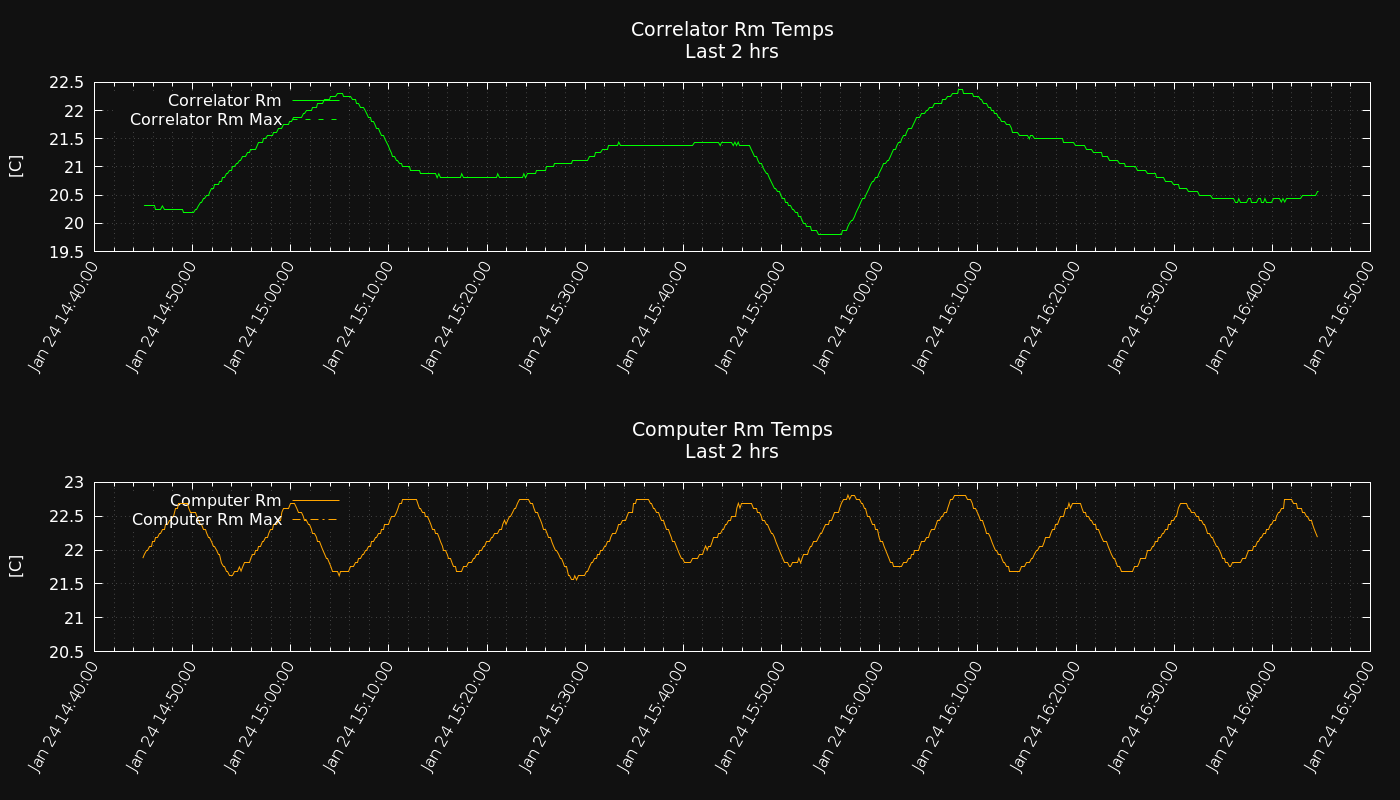 Correlator Rm Temps
Last 2 hrs
[C]
22.5
22
21.5
21
20.5
20
19.5
Correlator Rm
Correlator Rm Max
Jan 24 14:40:00
Jan 24 14:50:00
Jan 24 15:00:00
Jan 24 15:10:00
Jan 24 15:20:00
Jan 24 15:30:00
Jan 24 15:40:00
Jan 24 15:50:00
Jan 24 16:00:00
Jan 24 16:10:00
Jan 24 16:20:00
Jan 24 16:30:00
Jan 24 16:40:00
Jan 24 16:50:00
Computer Rm Temps
Last 2 hrs
[C]
23
22.5
22
21.5
21
20.5
Computer Rm
Computer Rm Max
Jan 24 14:40:00
Jan 24 14:50:00
Jan 24 15:00:00
Jan 24 15:10:00
Jan 24 15:20:00
Jan 24 15:30:00
Jan 24 15:40:00
Jan 24 15:50:00
Jan 24 16:00:00
Jan 24 16:10:00
Jan 24 16:20:00
Jan 24 16:30:00
Jan 24 16:40:00
Jan 24 16:50:00